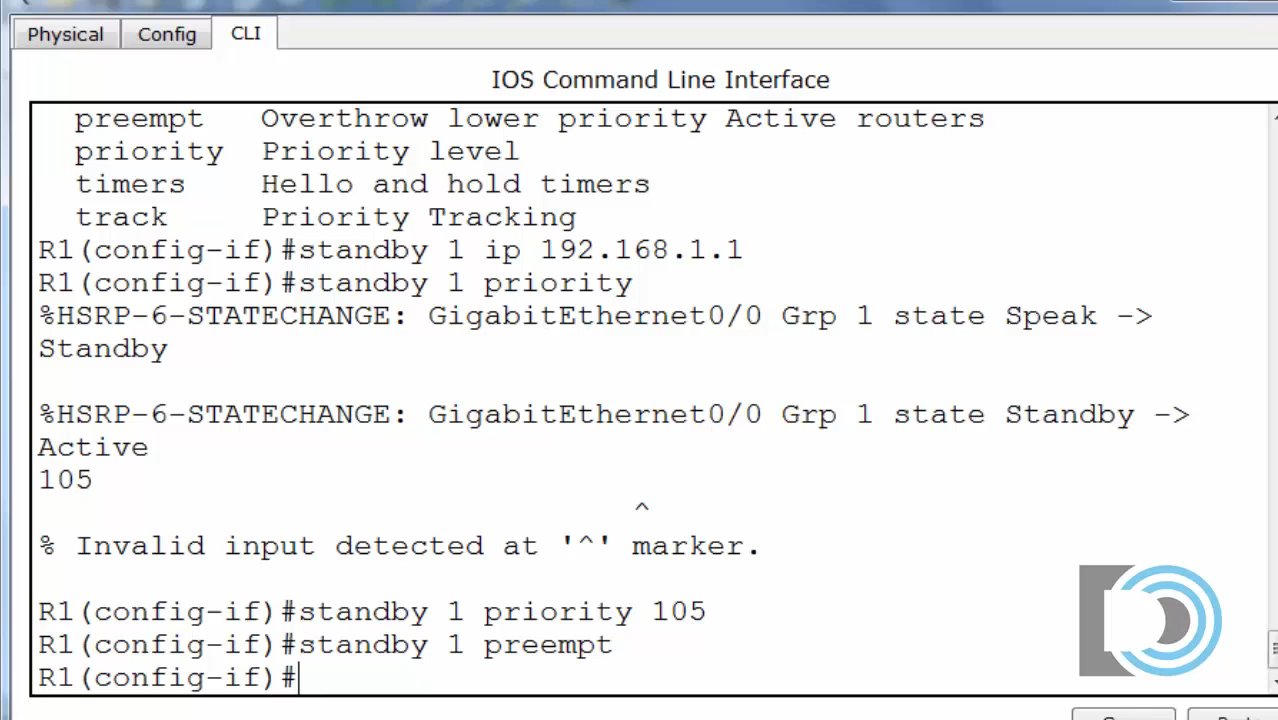 Physical Config CLI
IOS Command Line Interface
preempt Overthrow lower priority Active routers
priority Priority level
timers Hello and hold timers
track Priority Tracking
R1(config-if)#standby 1 ip 192.168.1.1
R1(config-if)#standby 1 priority
%HSRP-6-STATECHANGE: GigabitEthernet0/0 Grp 1 state Speak ->
Standby
%HSRP-6-STATECHANGE: GigabitEthernet0/0 Grp 1 state Standby ->
Active
105
^
% Invalid input detected at '^' marker.
R1(config-if)#standby 1 priority 105
R1(config-if)#standby 1 preempt
R1(config-if)#